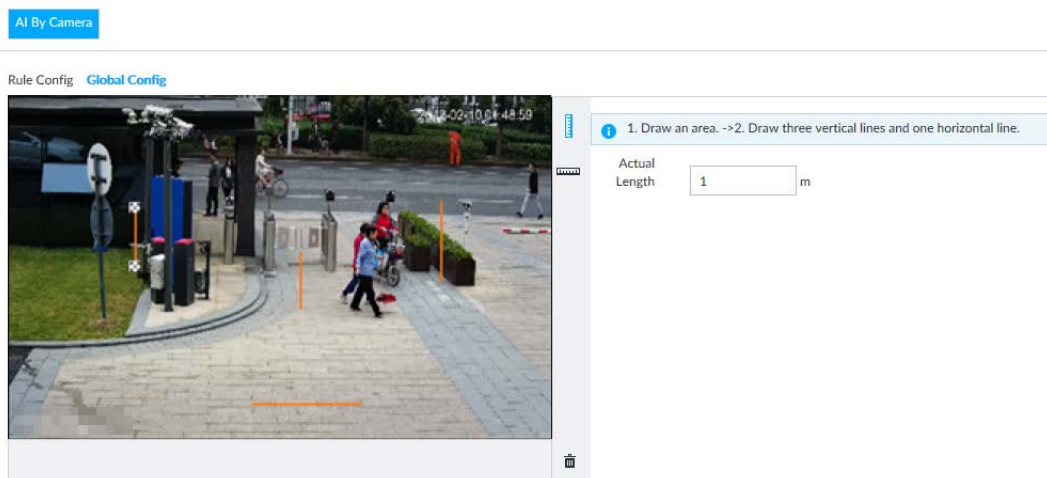 AI By Camera
Rule Config Global Config
1. Draw an area. ->2. Draw three vertical lines and one horizontal line.
Actual
Length
1
m